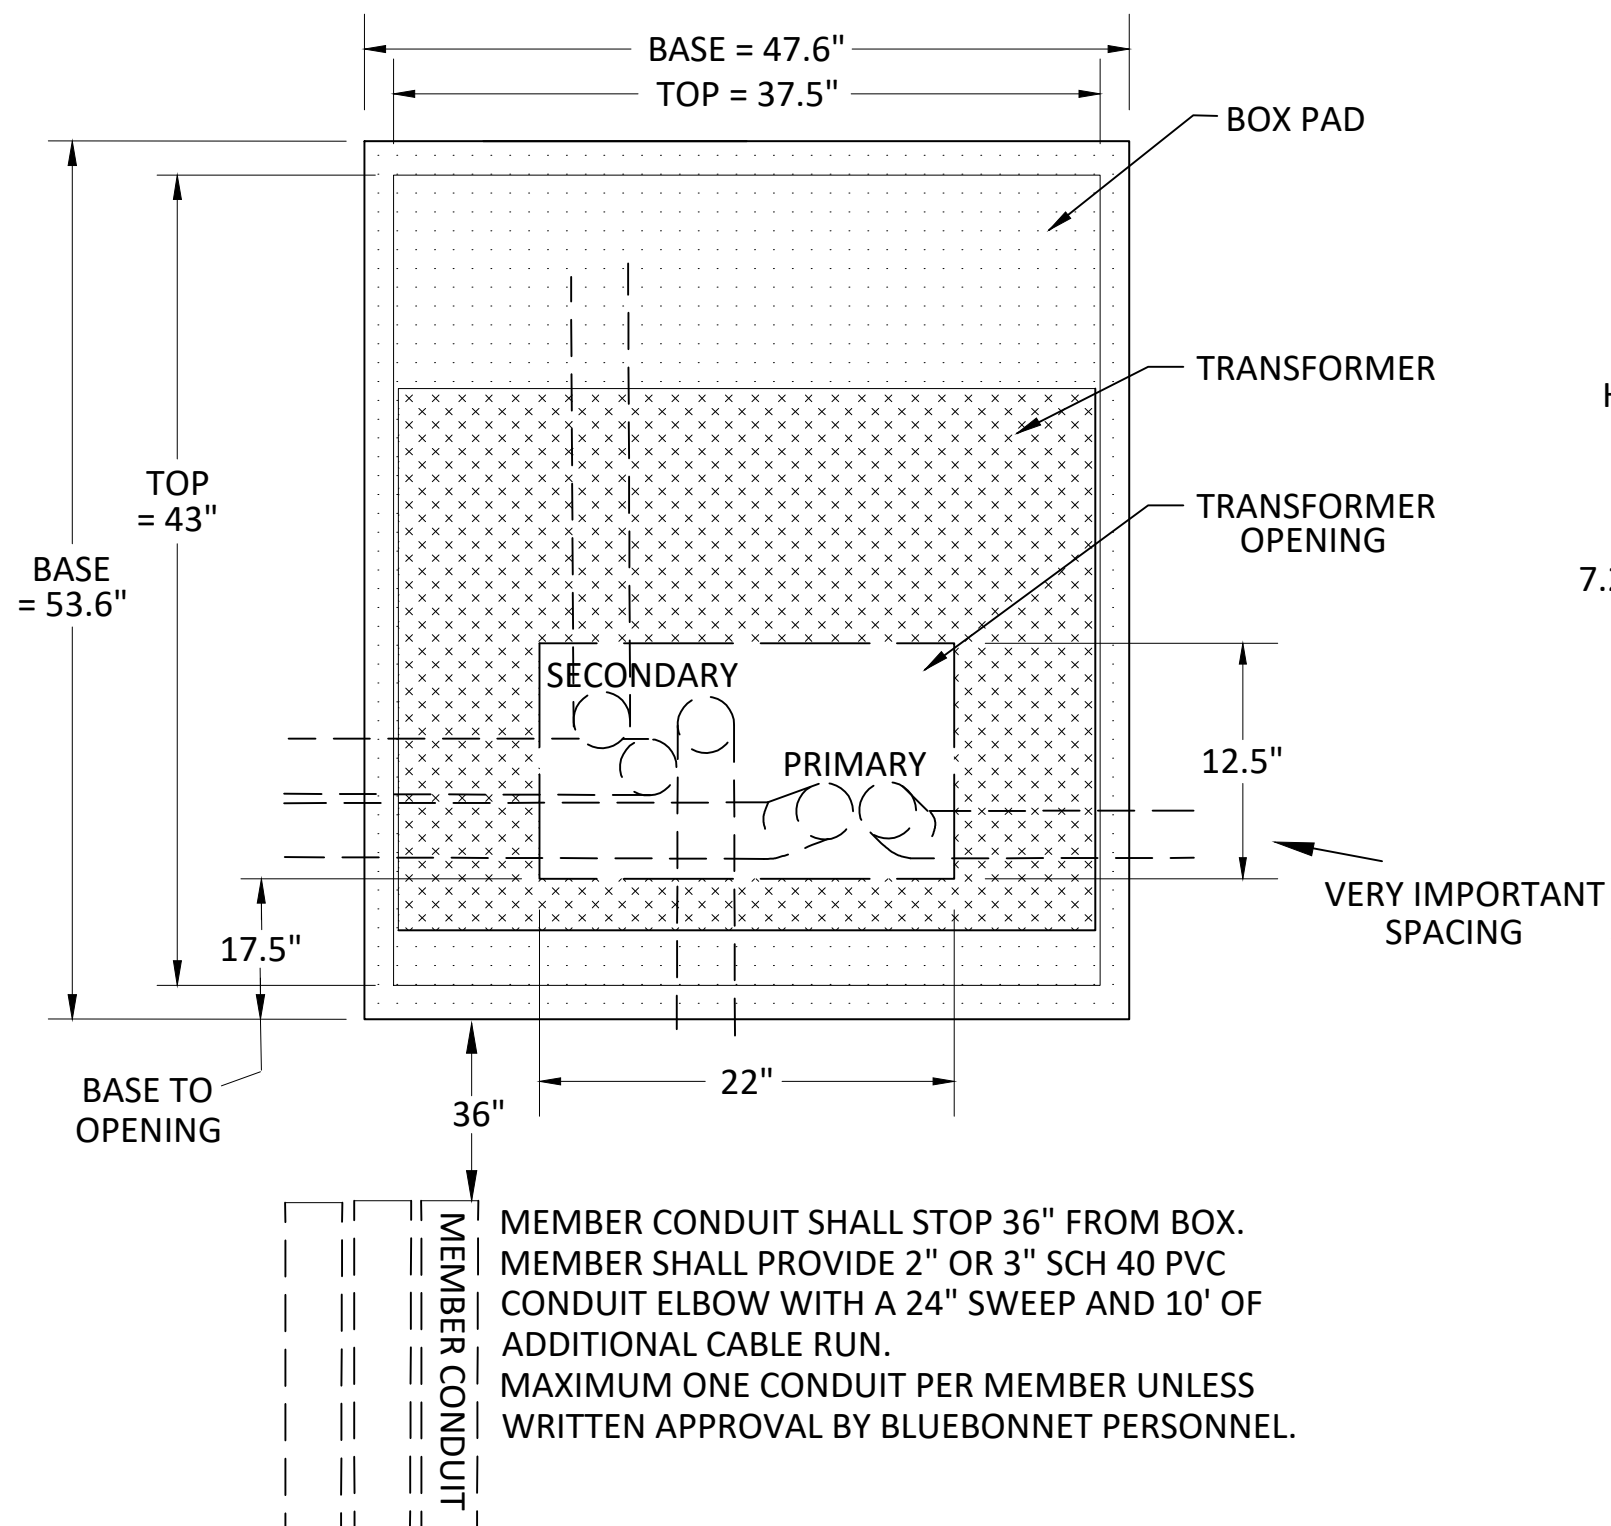 BASE = 47.6"
TOP = 37.5"
BOX PAD
TRANSFORMER
TOP
= 43"
TRANSFORMER
OPENING
BASE
= 53.6"
SECONDARY
PRIMARY
12.5"
VERY IMPORTANT
SPACING
17.5"
22"
BASE TO
OPENING
36"
MEMBER CONDUIT
MEMBER CONDUIT SHALL STOP 36" FROM BOX.
MEMBER SHALL PROVIDE 2" OR 3" SCH 40 PVC
CONDUIT ELBOW WITH A 24" SWEEP AND 10' OF
ADDITIONAL CABLE RUN.
MAXIMUM ONE CONDUIT PER MEMBER UNLESS
WRITTEN APPROVAL BY BLUEBONNET PERSONNEL.